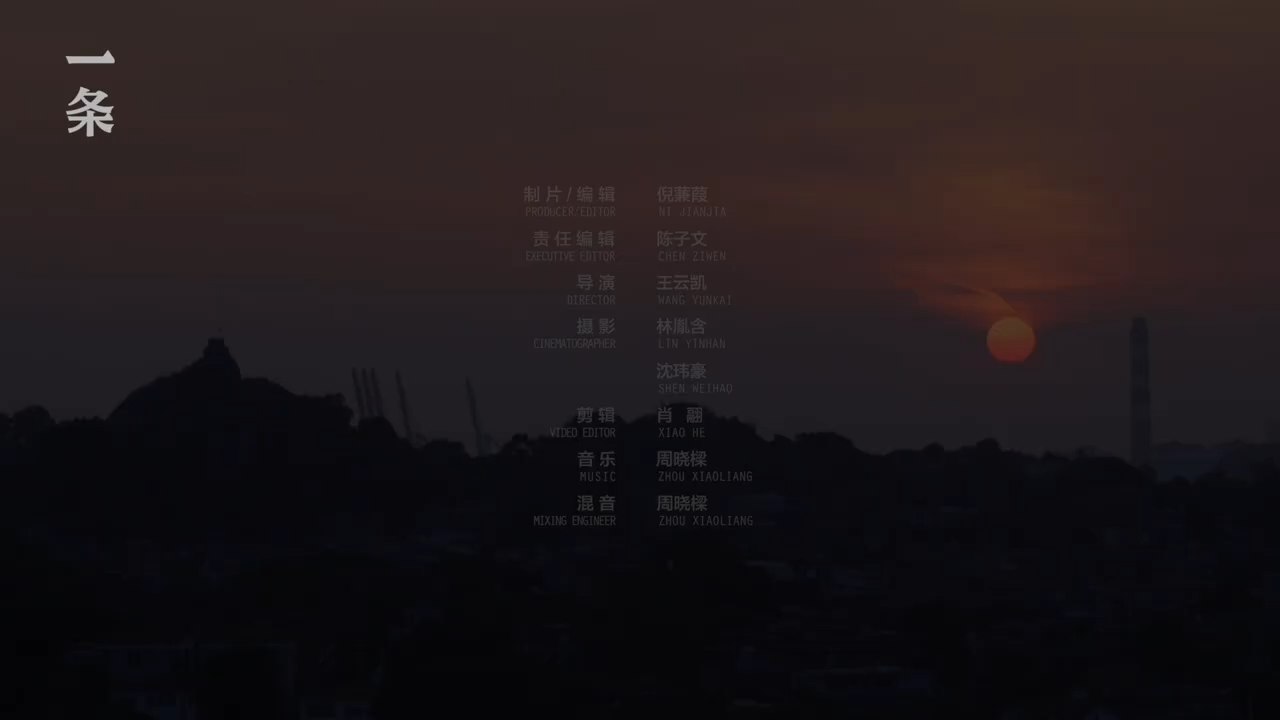 一
条
制片/编辑 倪蒹葭
PRODUCER/EDITOR NI JIANJIA
责任编辑 陈子文
EXECUTIVE EDITOR CHEN ZIWEN
导演 王云凯
DIRECTOR WANG YUNKAI
摄影 林胤含
CINEMATOGRAPHER LIN YINHAN
沈玮豪
SHEN WEIHAO
剪辑 肖翮
VIDEO EDITOR XIAO HE
音乐 周晓樑
MUSIC ZHOU XIAOLIANG
混音 周晓樑
MIXING ENGINEER ZHOU XIAOLIANG